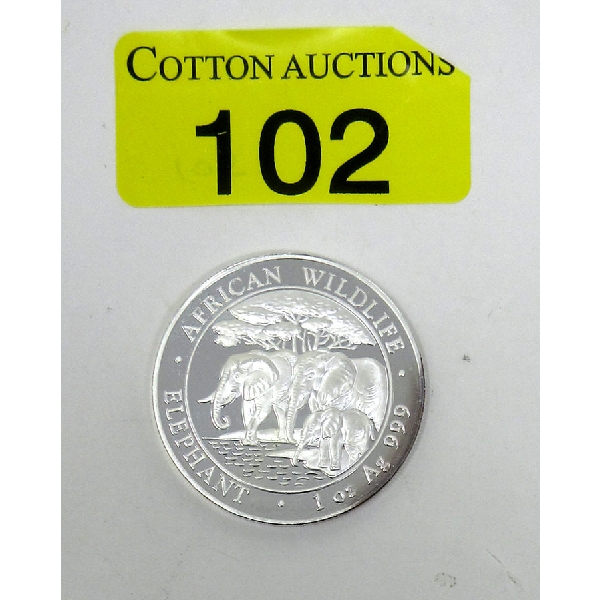 COTTON AUCTIONS
102
· AFRICAN WILDLIFE ·
ELEPHANT · 1 oz Ag 999